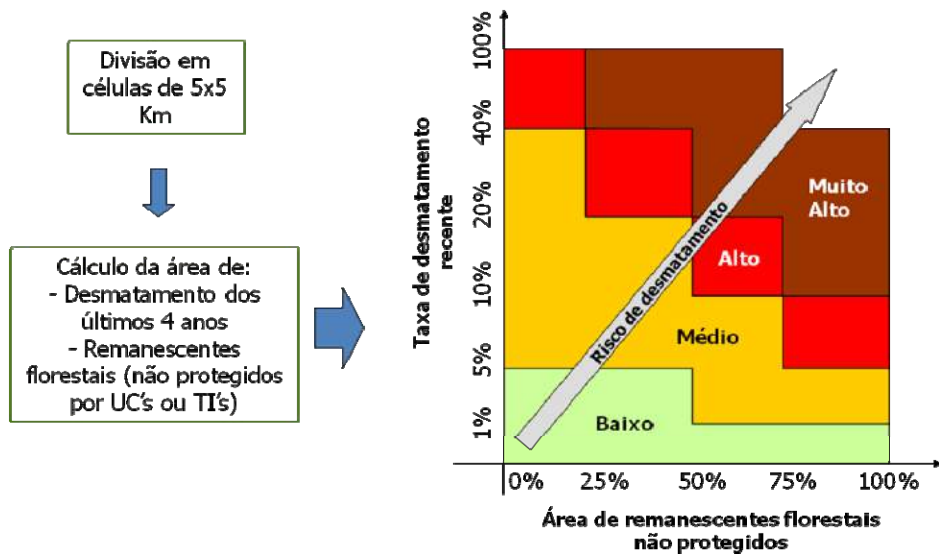 Divisão em
células de 5x5
Km
Cálculo da área de:
- Desmatamento dos
últimos 4 anos
- Remanescentes
florestais (não protegidos
por UC's ou TI's)
Taxa de desmatamento
recente
100%
40%
20%
10%
5%
1%
Muito
Alto
Alto
Médio
Baixo
Risco de desmatamento
0%
25%
50%
75%
100%
Área de remanescentes florestais
não protegidos